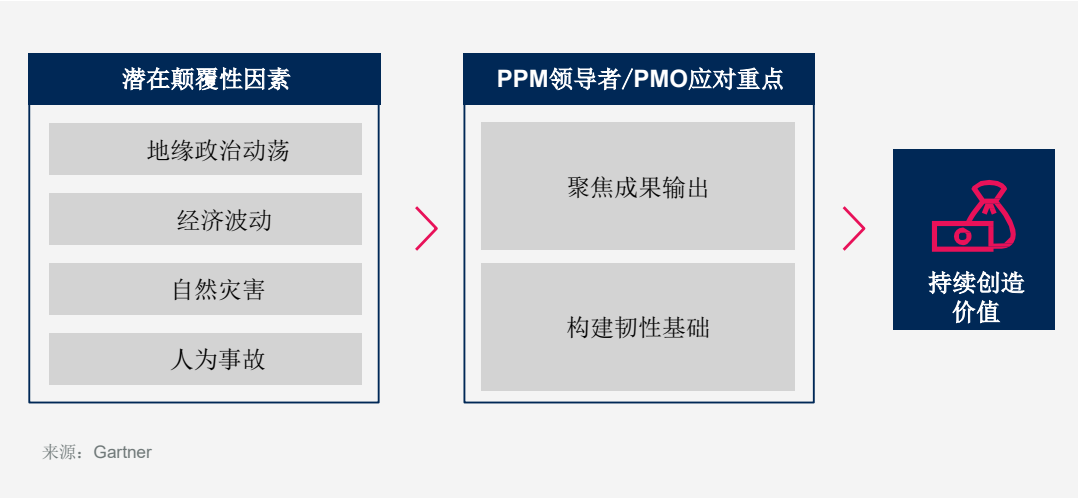 潜在颠覆性因素
地缘政治动荡
经济波动
自然灾害
人为事故
PPM领导者/PMO应对重点
聚焦成果输出
构建韧性基础
持续创造
价值
来源：Gartner